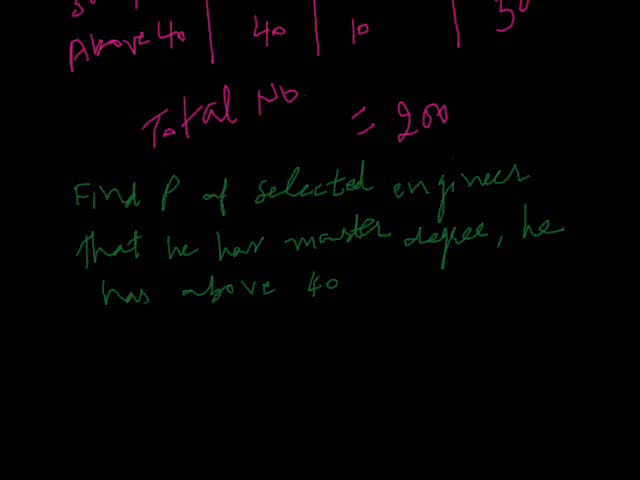 Above 40 | 40 | 10 | 50
Total No = 200
Find P of selected engineer
that he has master degree, he
has above 40